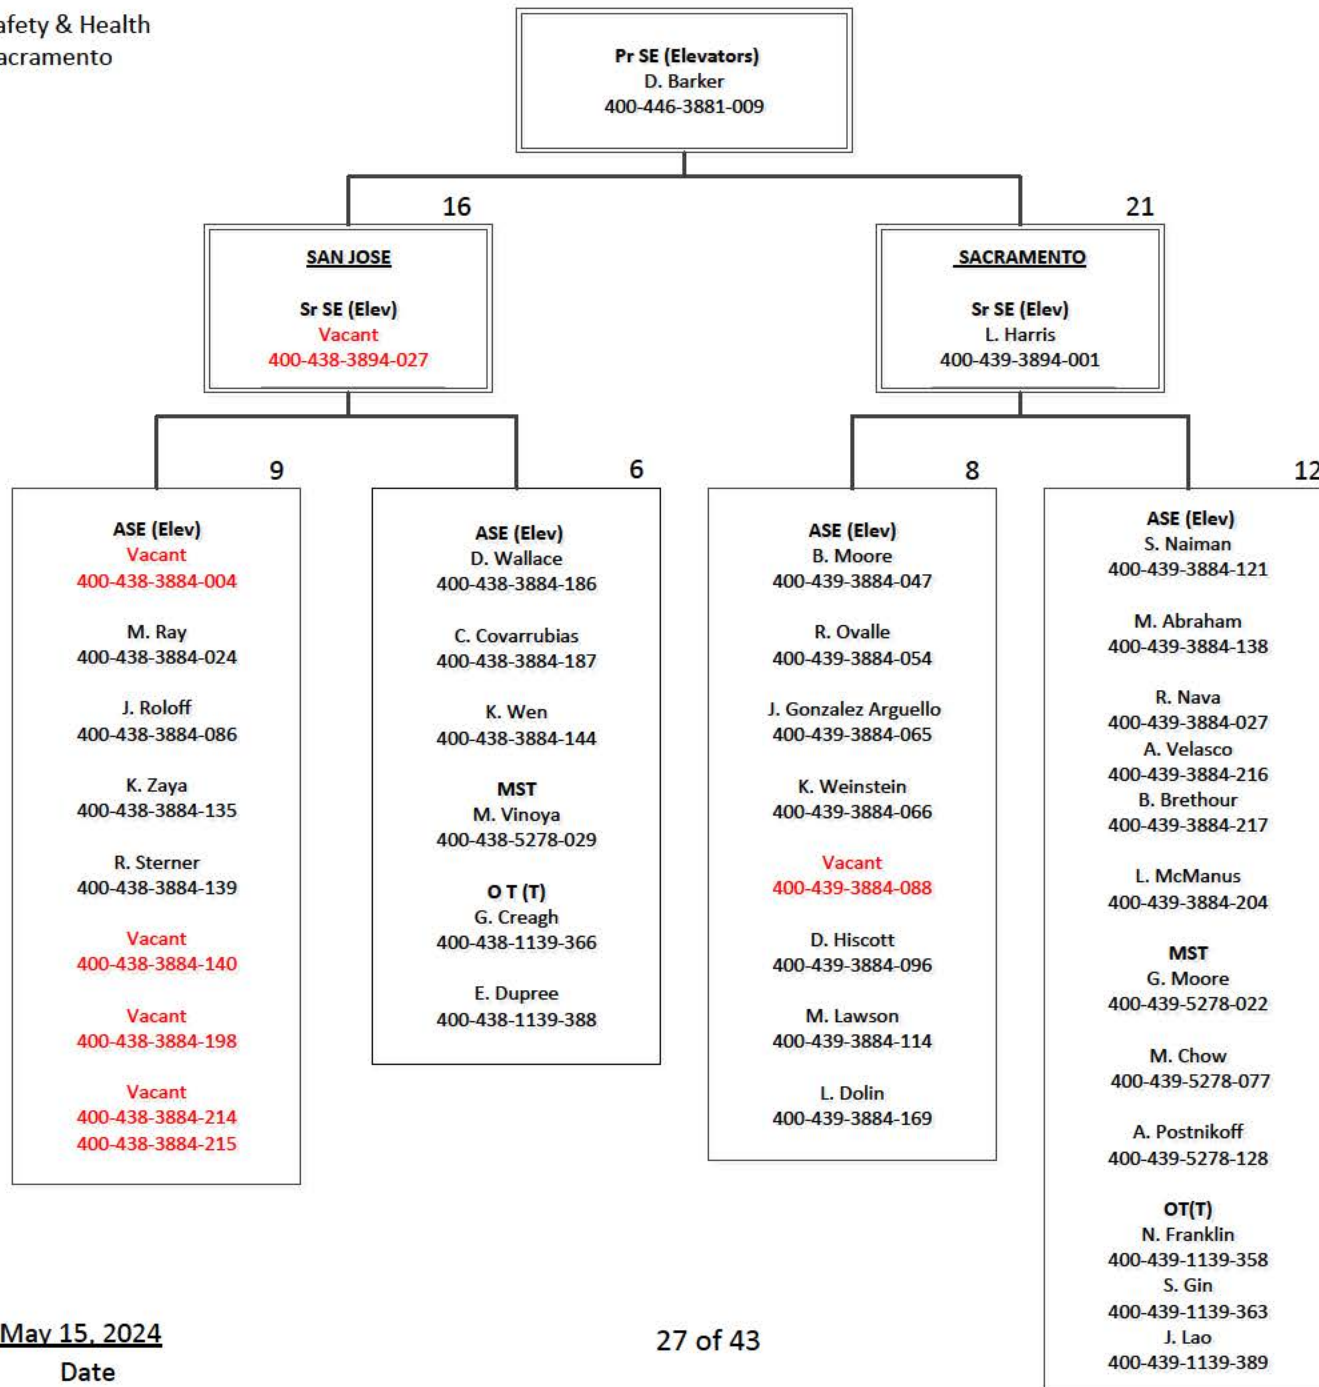 afety & Health
acramento
Pr SE (Elevators)
D. Barker
400-446-3881-009
16
SAN JOSE
Sr SE (Elev)
Vacant
400-438-3894-027
21
SACRAMENTO
Sr SE (Elev)
L. Harris
400-439-3894-001
9
ASE (Elev)
Vacant
400-438-3884-004
M. Ray
400-438-3884-024
J. Roloff
400-438-3884-086
K. Zaya
400-438-3884-135
R. Sterner
400-438-3884-139
Vacant
400-438-3884-140
Vacant
400-438-3884-198
Vacant
400-438-3884-214
400-438-3884-215
6
ASE (Elev)
D. Wallace
400-438-3884-186
C. Covarrubias
400-438-3884-187
K. Wen
400-438-3884-144
MST
M. Vinoya
400-438-5278-029
O T (T)
G. Creagh
400-438-1139-366
E. Dupree
400-438-1139-388
8
ASE (Elev)
B. Moore
400-439-3884-047
R. Ovalle
400-439-3884-054
J. Gonzalez Arguello
400-439-3884-065
K. Weinstein
400-439-3884-066
Vacant
400-439-3884-088
D. Hiscott
400-439-3884-096
M. Lawson
400-439-3884-114
L. Dolin
400-439-3884-169
12
ASE (Elev)
S. Naiman
400-439-3884-121
M. Abraham
400-439-3884-138
R. Nava
400-439-3884-027
A. Velasco
400-439-3884-216
B. Brethour
400-439-3884-217
L. McManus
400-439-3884-204
MST
G. Moore
400-439-5278-022
M. Chow
400-439-5278-077
A. Postnikoff
400-439-5278-128
OT(T)
N. Franklin
400-439-1139-358
S. Gin
400-439-1139-363
J. Lao
400-439-1139-389
May 15, 2024
Date
27 of 43